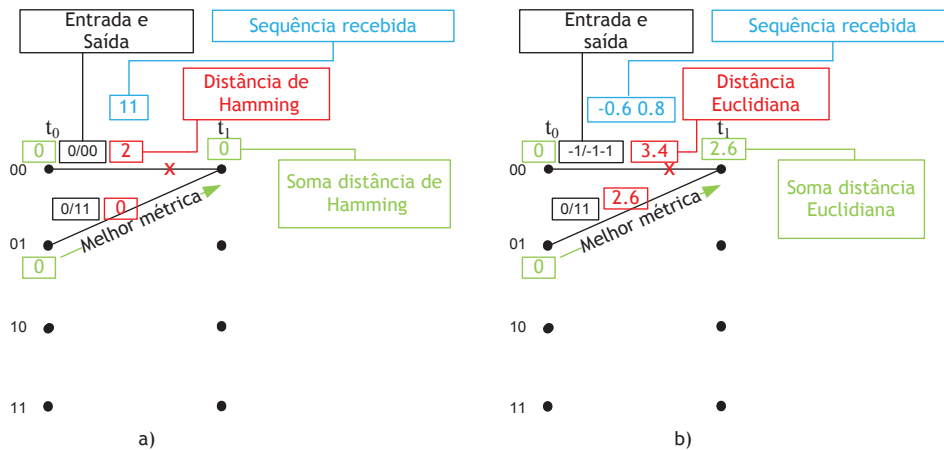 Entrada e
Saída
Sequência recebida
11
Distância de
Hamming
t0
t1
0
0/00
2
0
00
x
Soma distância de
Hamming
0/11
0
Melhor métrica
01
0
10
11
a)
Entrada e
saída
Sequência recebida
-0.6 0.8
Distância
Euclidiana
t0
t1
0
-1/-1-1
3.4
2.6
00
x
Soma distância
Euclidiana
0/11
2.6
Melhor métrica
01
0
10
11
b)